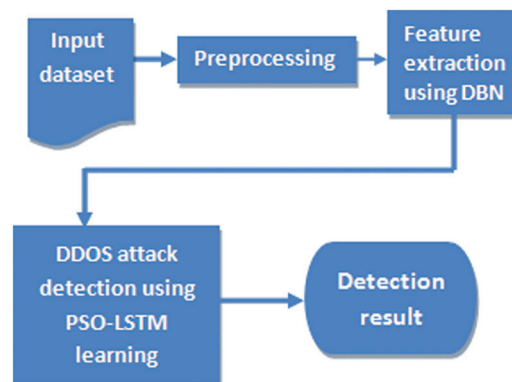 Input
dataset
Preprocessing
Feature
extraction
using DBN
DDOS attack
detection using
PSO-LSTM
learning
Detection
result